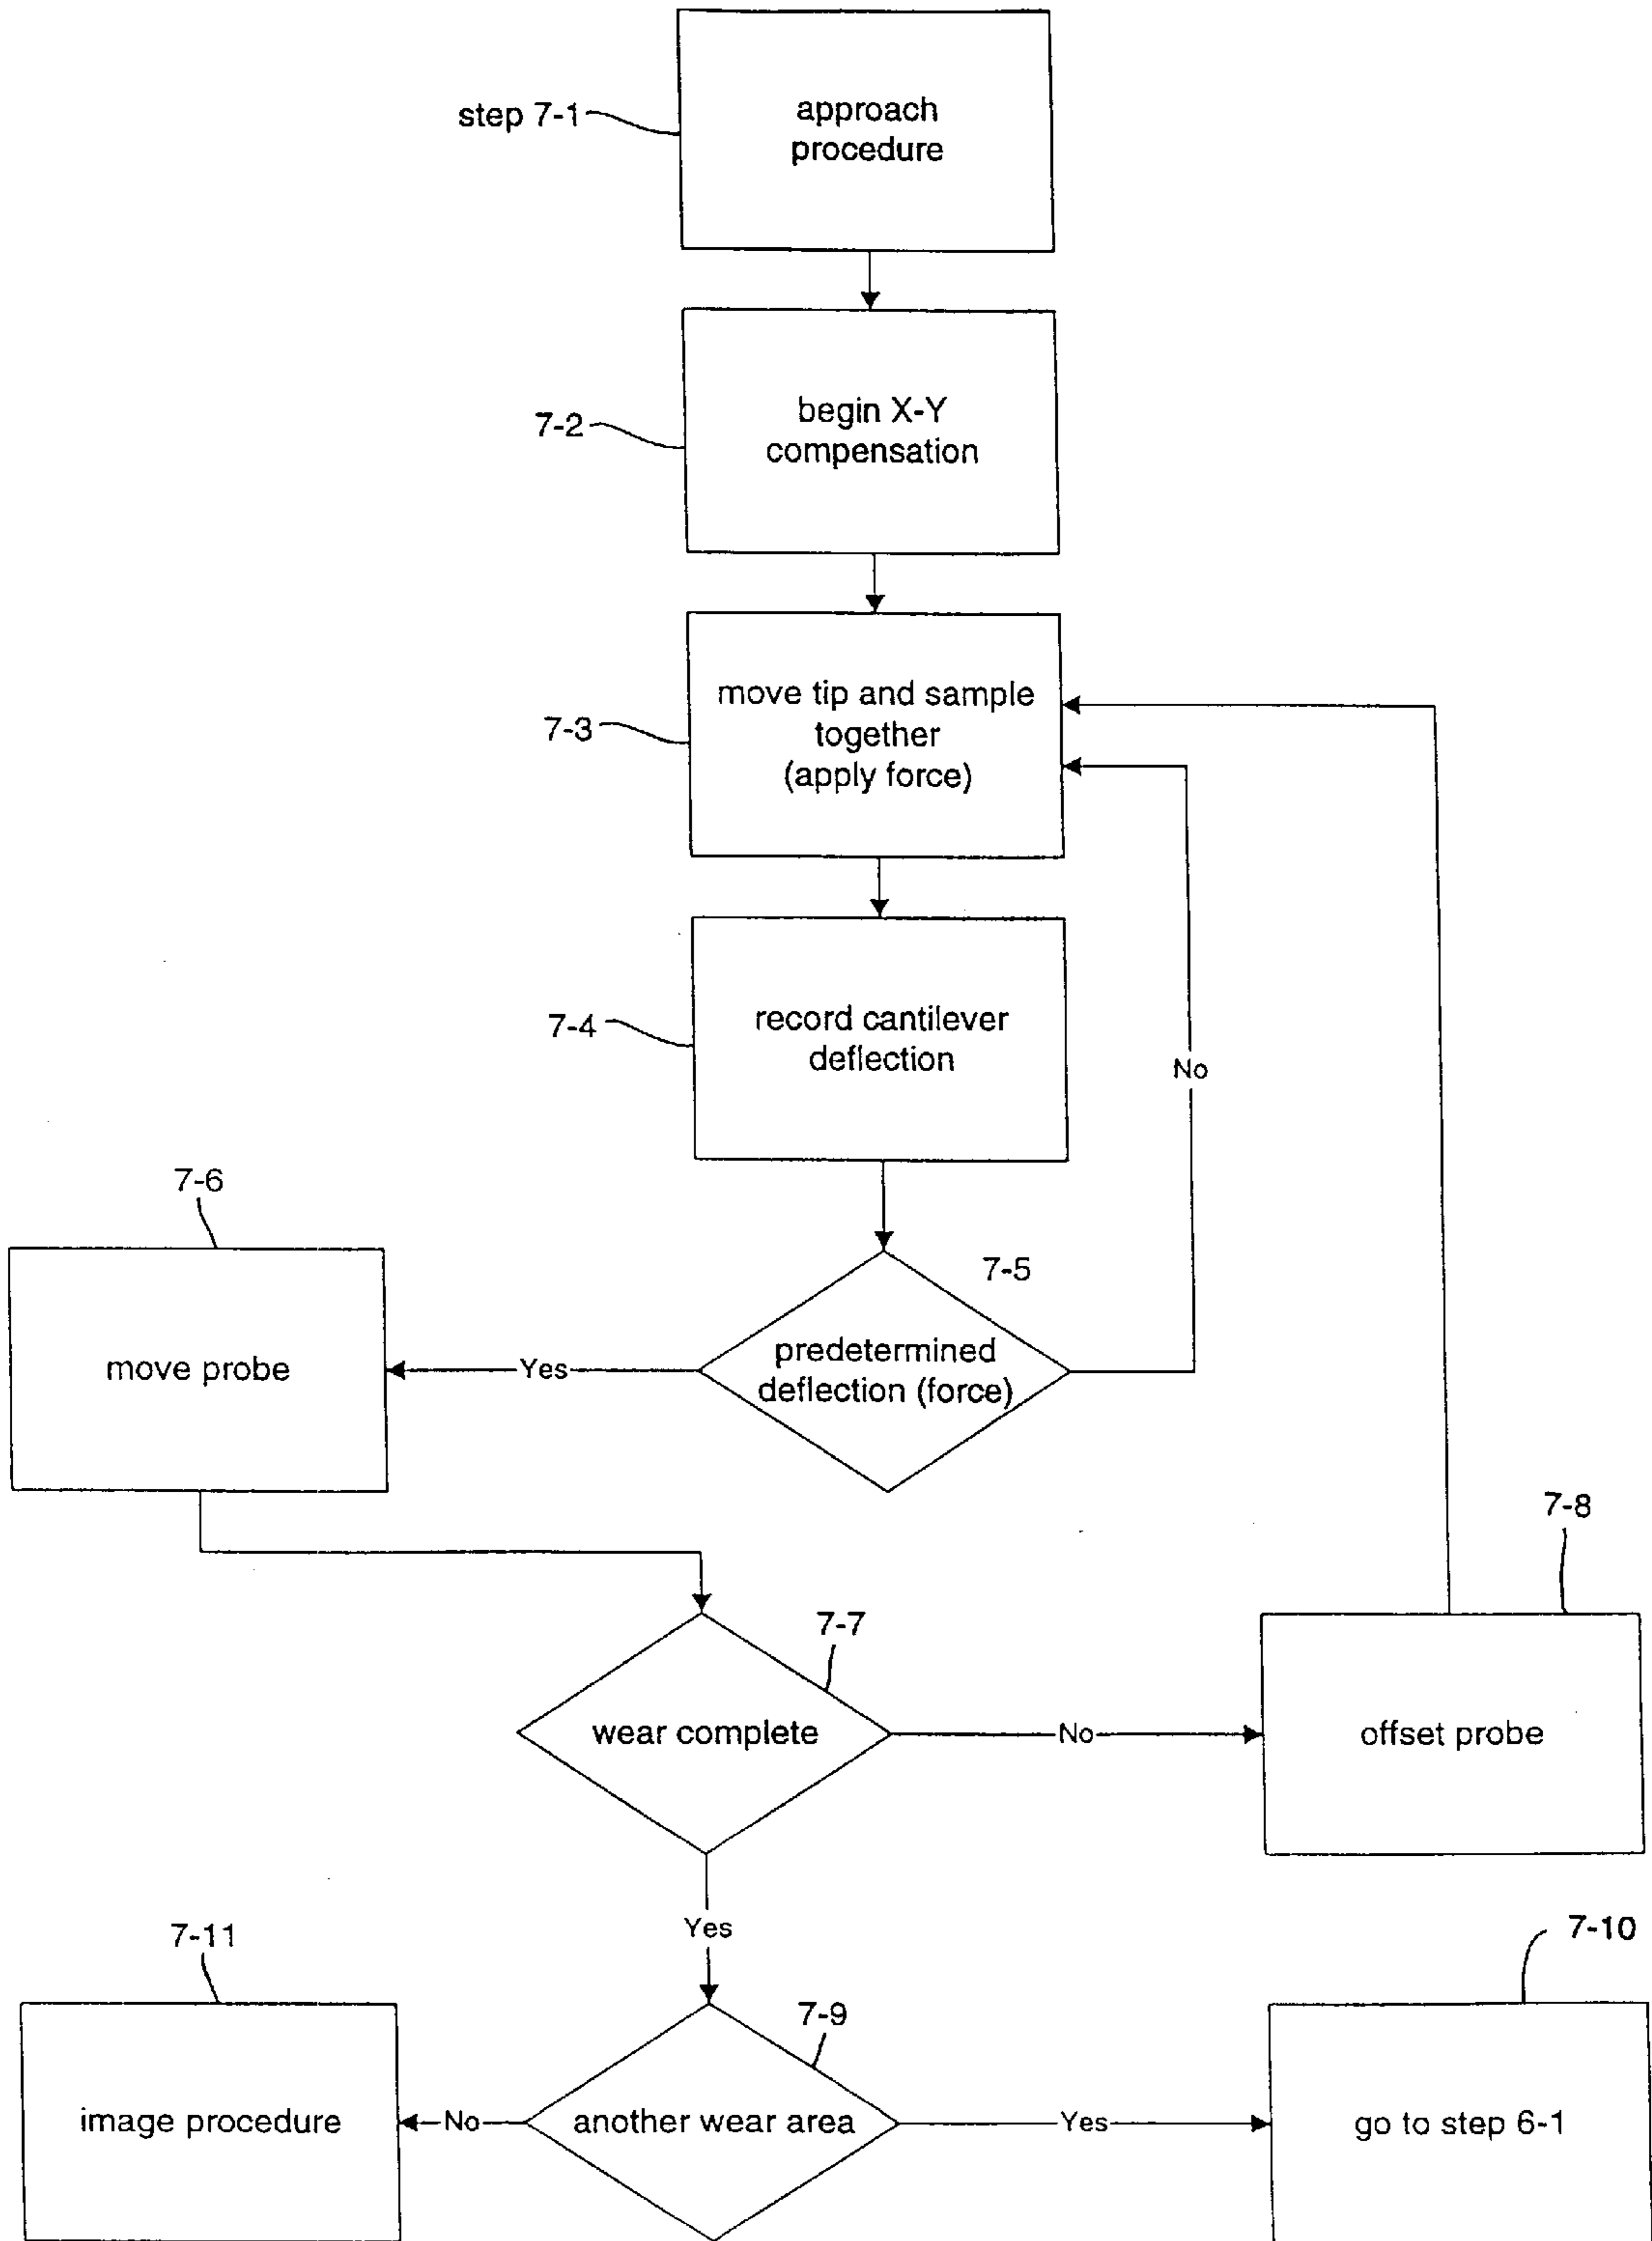 step 7-1
approach
procedure
7-2
begin X-Y
compensation
7-3
move tip and sample
together
(apply force)
7-4
record cantilever
deflection
No
7-6
move probe
Yes
7-5
predetermined
deflection (force)
7-7
wear complete
No
7-8
offset probe
Yes
7-11
image procedure
No
7-9
another wear area
Yes
7-10
go to step 6-1